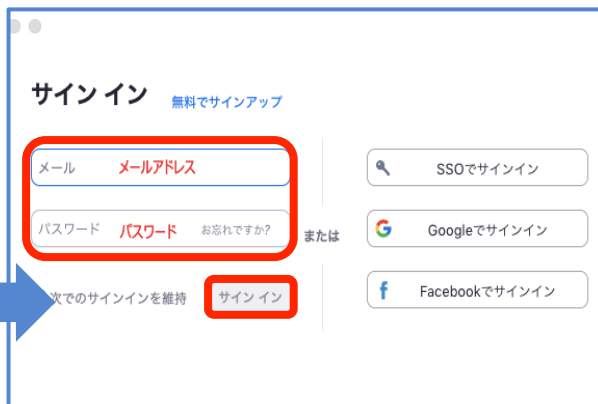 サイン イン 無料でサインアップ
メール メールアドレス
パスワード パスワード お忘れですか?
次でのサインインを維持 サイン イン
または
SSOでサインイン
Googleでサインイン
Facebookでサインイン